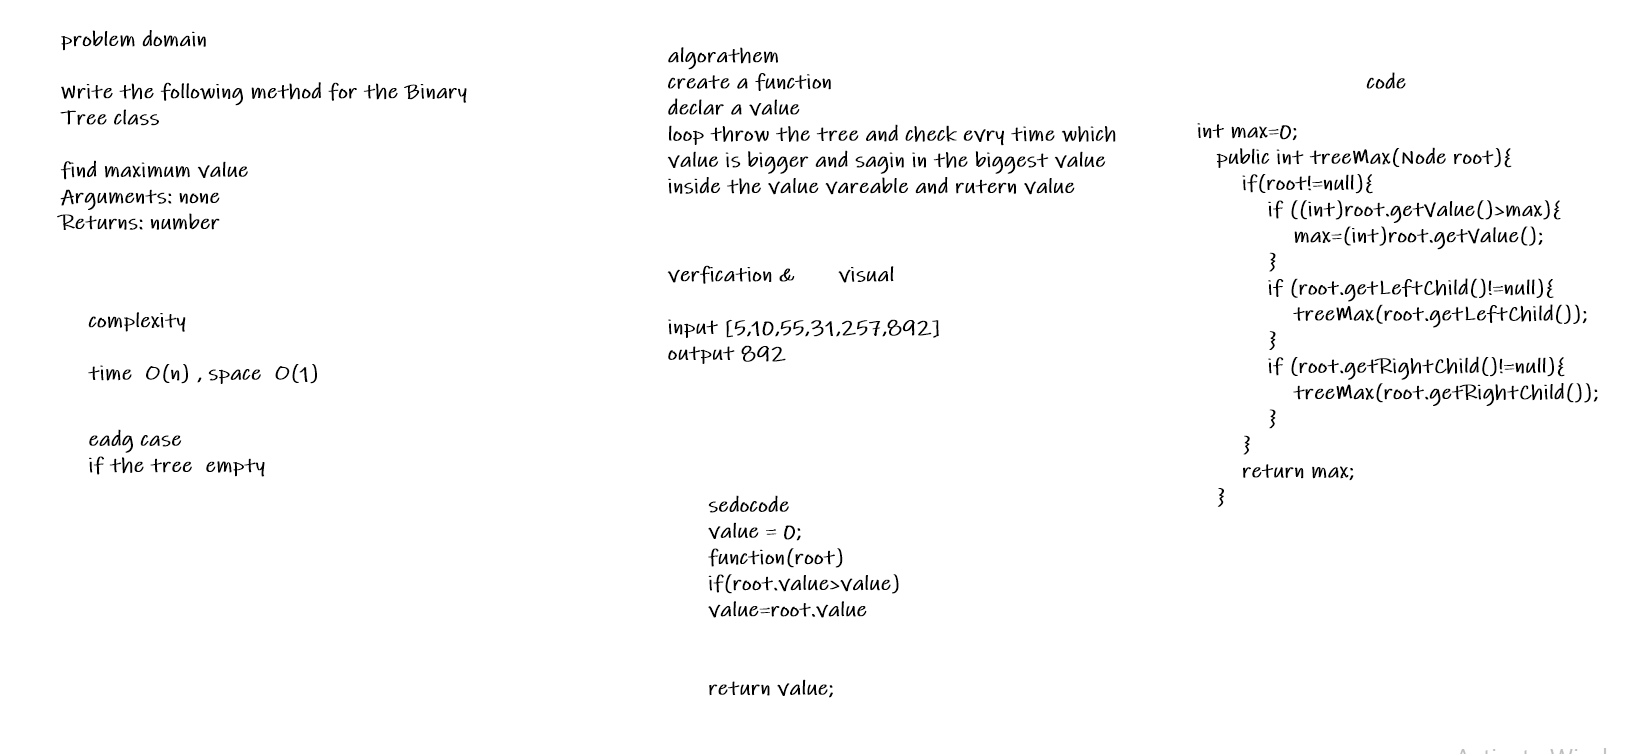 problem domain
Write the following method for the Binary
Tree class
find maximum value
Arguments: none
Returns: number
complexity
time O(n) , space O(1)
eadg case
if the tree empty
algorathem
create a function
declar a value
loop throw the tree and check evry time which
value is bigger and sagin in the biggest value
inside the value vareable and rutern value
verfication & visual
input [5,10,55,31,257,892]
output 892
sedocode
value = 0;
function(root)
if(root.value>value)
value=root.value
return value;
code
int max=0;
public int treeMax(Node root){
if(root!=null){
if ((int)root.getValue()>max){
max=(int)root.getValue();
}
if (root.getLeftChild()!=null){
treeMax(root.getLeftChild());
}
if (root.getRightChild()!=null){
treeMax(root.getRightChild());
}
}
return max;
}